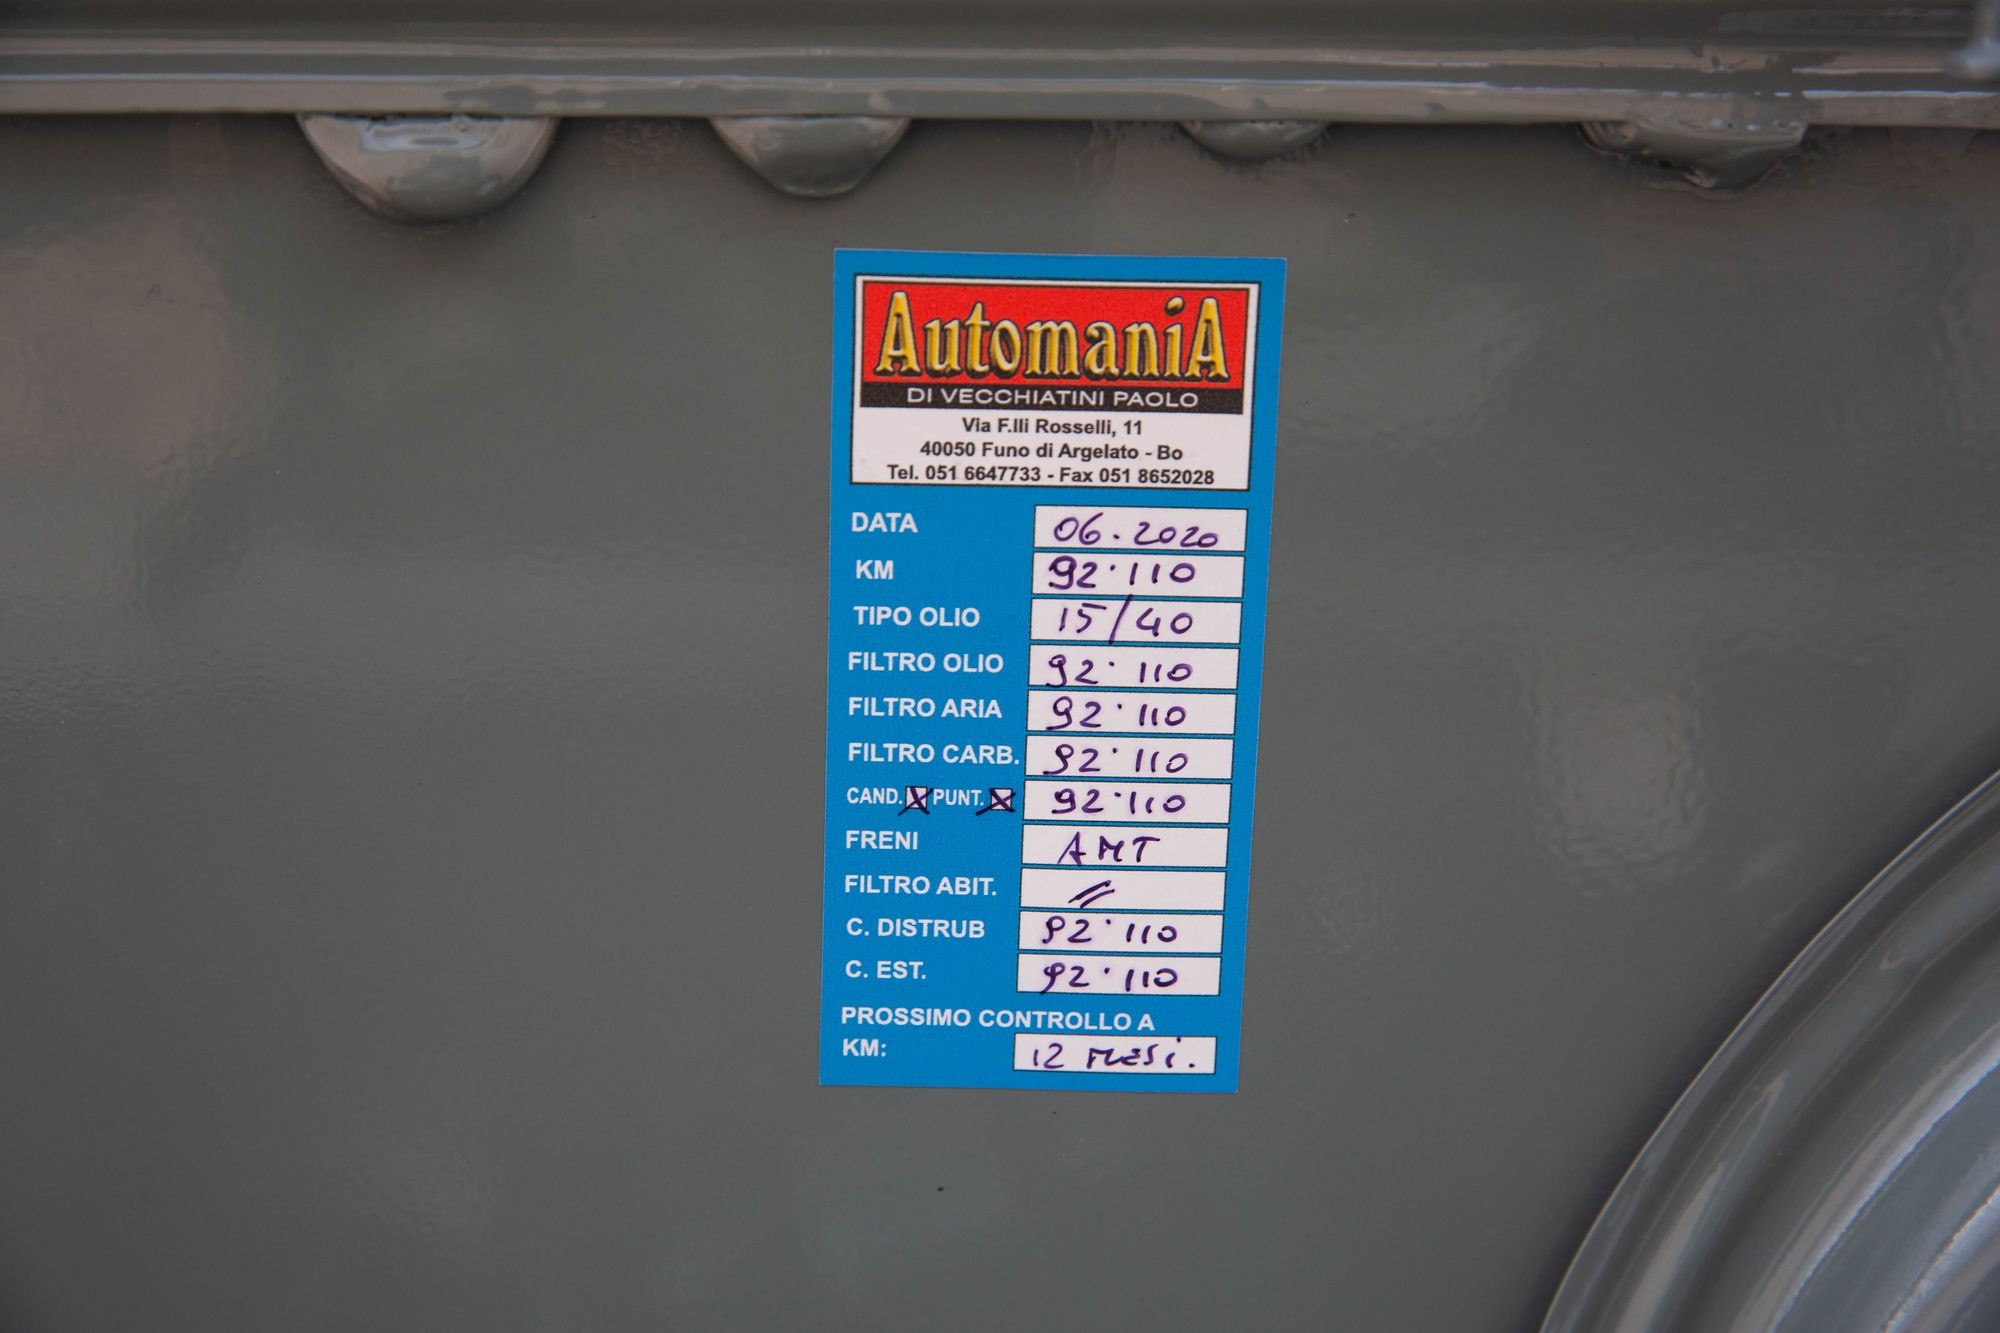 AutomaniA
DI VECCHIATINI PAOLO
Via F.lli Rosselli, 11
40050 Funo di Argelato - Bo
Tel. 051 6647733 - Fax 051 8652028
DATA 06.2020
KM 92.110
TIPO OLIO 15/40
FILTRO OLIO 92.110
FILTRO ARIA 92.110
FILTRO CARB. 92.110
CAND. X PUNT. X 92.110
FRENI AMT
FILTRO ABIT. //
C. DISTRUB 92.110
C. EST. 92.110
PROSSIMO CONTROLLO A
KM: 12 MESi.